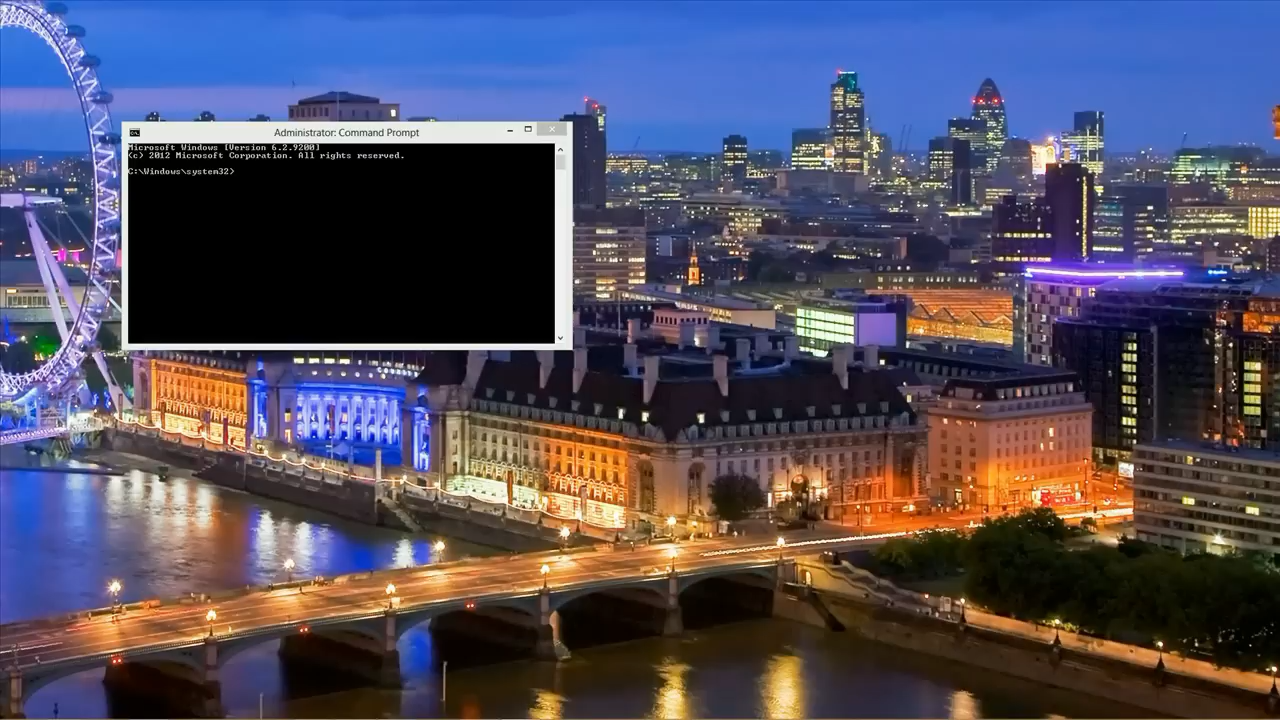 Administrator: Command Prompt
Microsoft Windows [Version 6.2.9200]
(c) 2012 Microsoft Corporation. All rights reserved.
C:\Windows\system32>